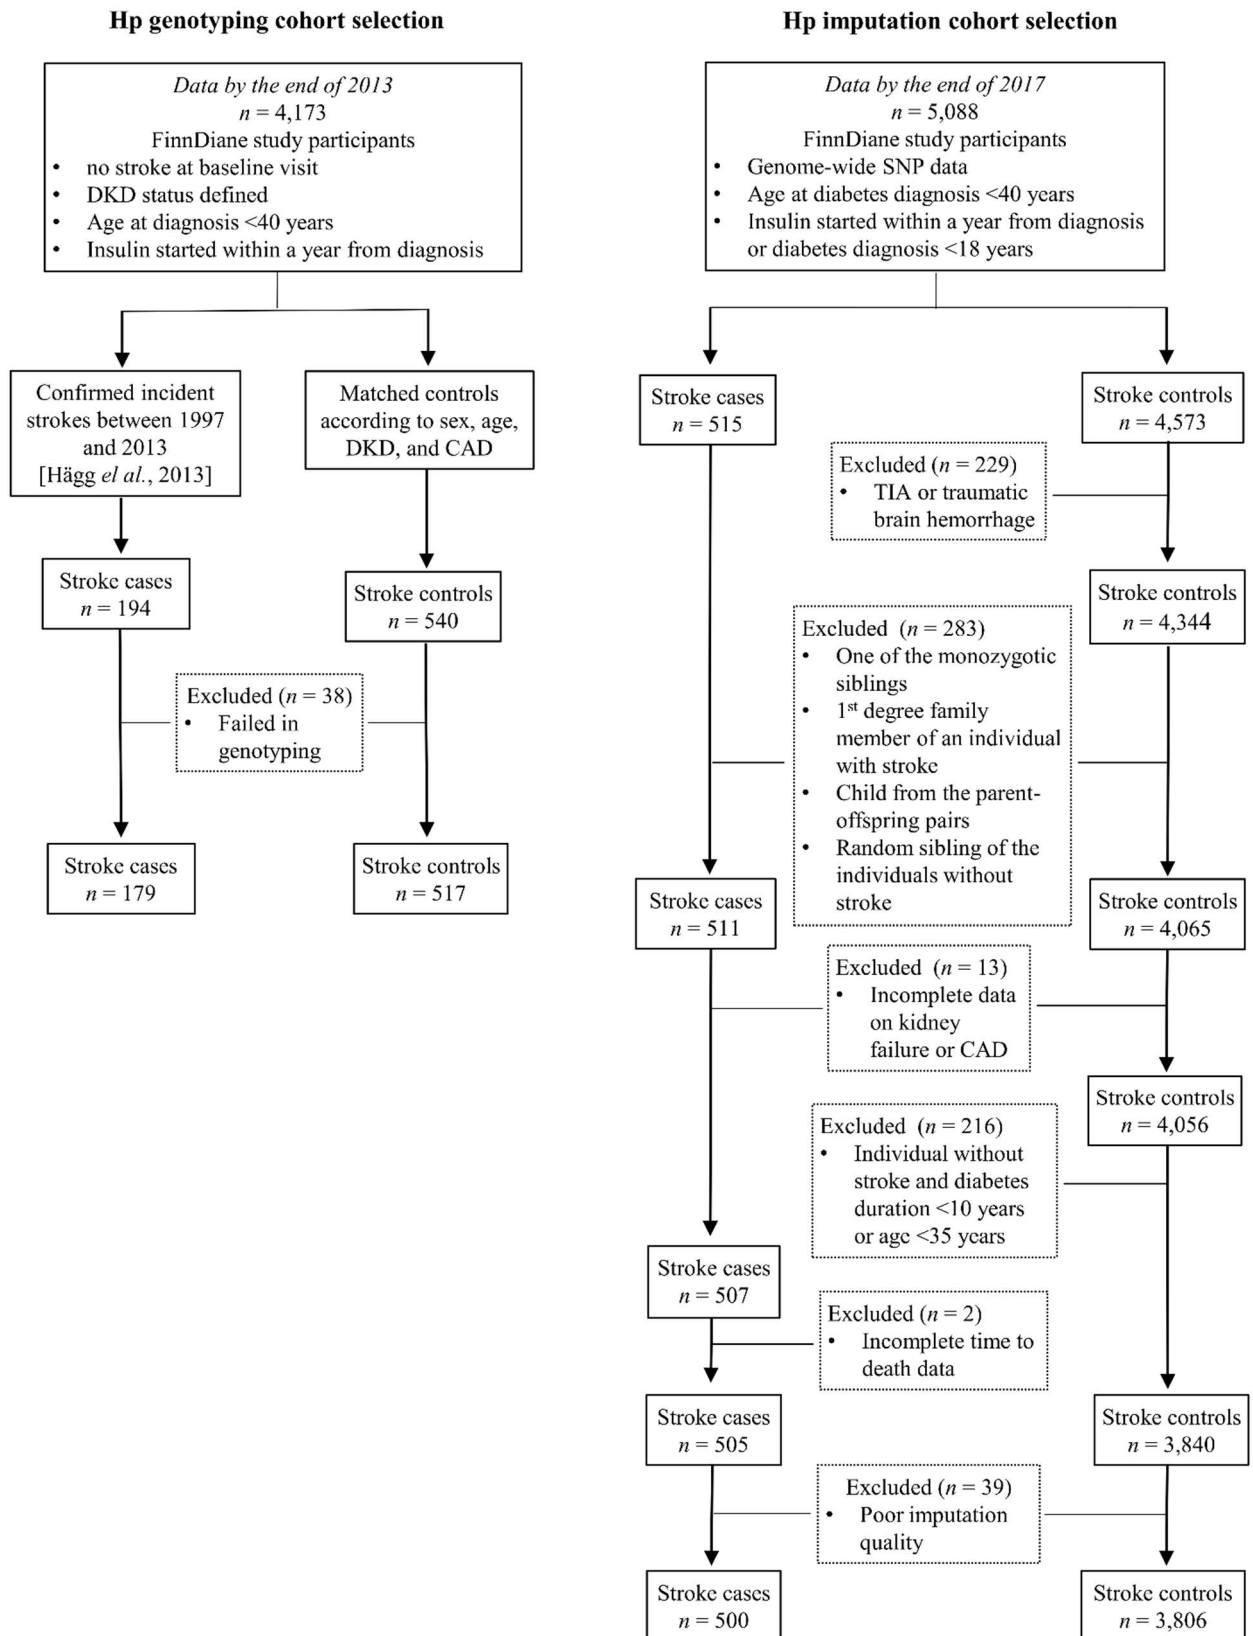 Hp genotyping cohort selection
Data by the end of 2013
n = 4,173
FinnDiane study participants
• no stroke at baseline visit
• DKD status defined
• Age at diagnosis <40 years
• Insulin started within a year from diagnosis
Confirmed incident
strokes between 1997
and 2013
[Hägg el al., 2013]
Matched controls
according to sex, age,
DKD, and CAD
Stroke cases
n = 194
Stroke controls
n = 540
Excluded (n = 38)
• Failed in
genotyping
Stroke cases
n = 179
Stroke controls
n = 517
Hp imputation cohort selection
Data by the end of 2017
n = 5,088
FinnDiane study participants
• Genome-wide SNP data
• Age at diabetes diagnosis <40 years
• Insulin started within a year from diagnosis
or diabetes diagnosis <18 years
Stroke cases
n = 515
Stroke controls
n = 4,573
Excluded (n = 229)
• TIA or traumatic
brain hemorrhage
Stroke controls
n = 4,344
Excluded (n = 283)
• One of the monozygotic
siblings
• 1st degree family
member of an individual
with stroke
• Child from the parent-
offspring pairs
• Random sibling of the
individuals without
stroke
Stroke cases
n = 511
Stroke controls
n = 4,065
Excluded (n = 13)
• Incomplete data
on kidney
failure or CAD
Stroke controls
n = 4,056
Excluded (n = 216)
• Individual without
stroke and diabetes
duration <10 years
or age <35 years
Stroke cases
n = 507
Excluded (n = 2)
• Incomplete time to
death data
Stroke cases
n = 505
Stroke controls
n = 3,840
Excluded (n = 39)
• Poor imputation
quality
Stroke cases
n = 500
Stroke controls
n = 3,806